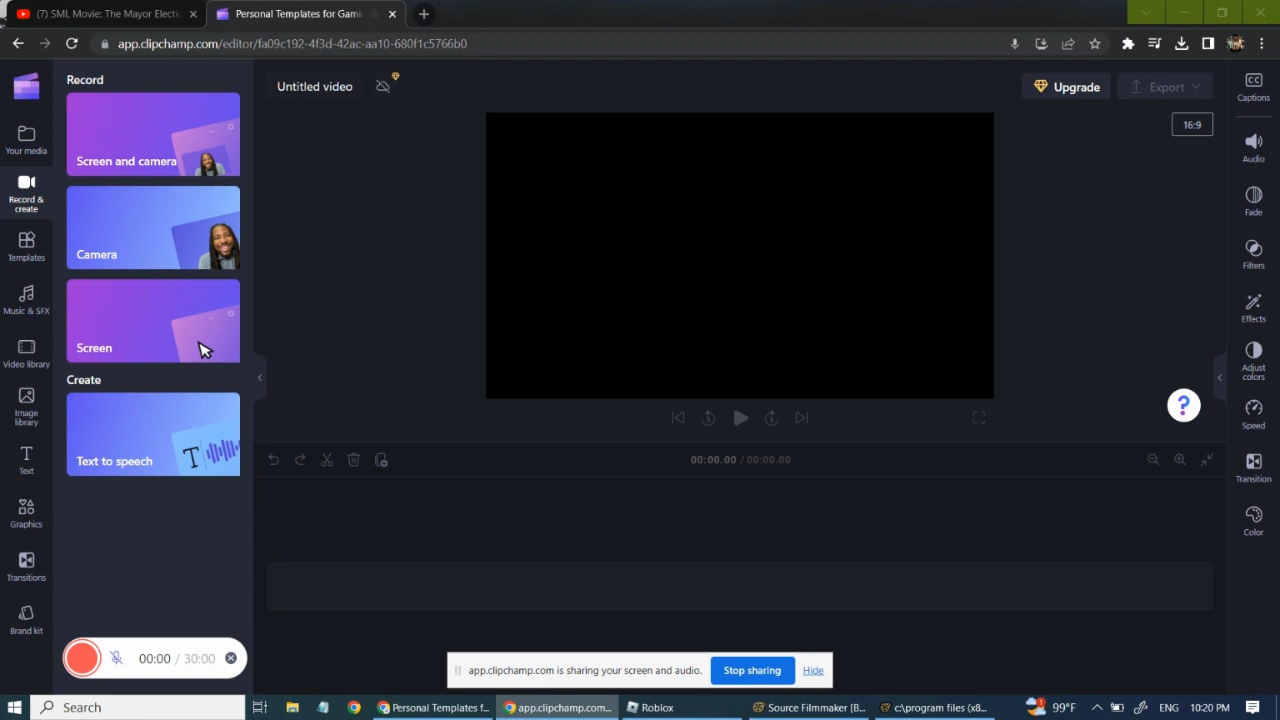 (7) SML Movie: The Mayor Electi
Personal Templates for Gami
app.clipchamp.com/editor/fa09c192-4f3d-42ac-aa10-680f1c5766b0
Record
Screen and camera
Camera
Screen
Create
Text to speech
T
Your media
Record &
create
Templates
Music & SFX
Video library
Image
library
Text
Graphics
Transitions
Brand kit
00:00 / 30:00
Untitled video
Upgrade
Export
16:9
00:00.00 / 00:00.00
?
CC
Captions
Audio
Fade
Filters
Effects
Adjust
colors
Speed
Transition
Color
app.clipchamp.com is sharing your screen and audio.
Stop sharing
Hide
Search
Personal Templates f...
app.clipchamp.com...
Roblox
Source Filmmaker [B...
c:\program files (x8...
99°F
ENG
10:20 PM